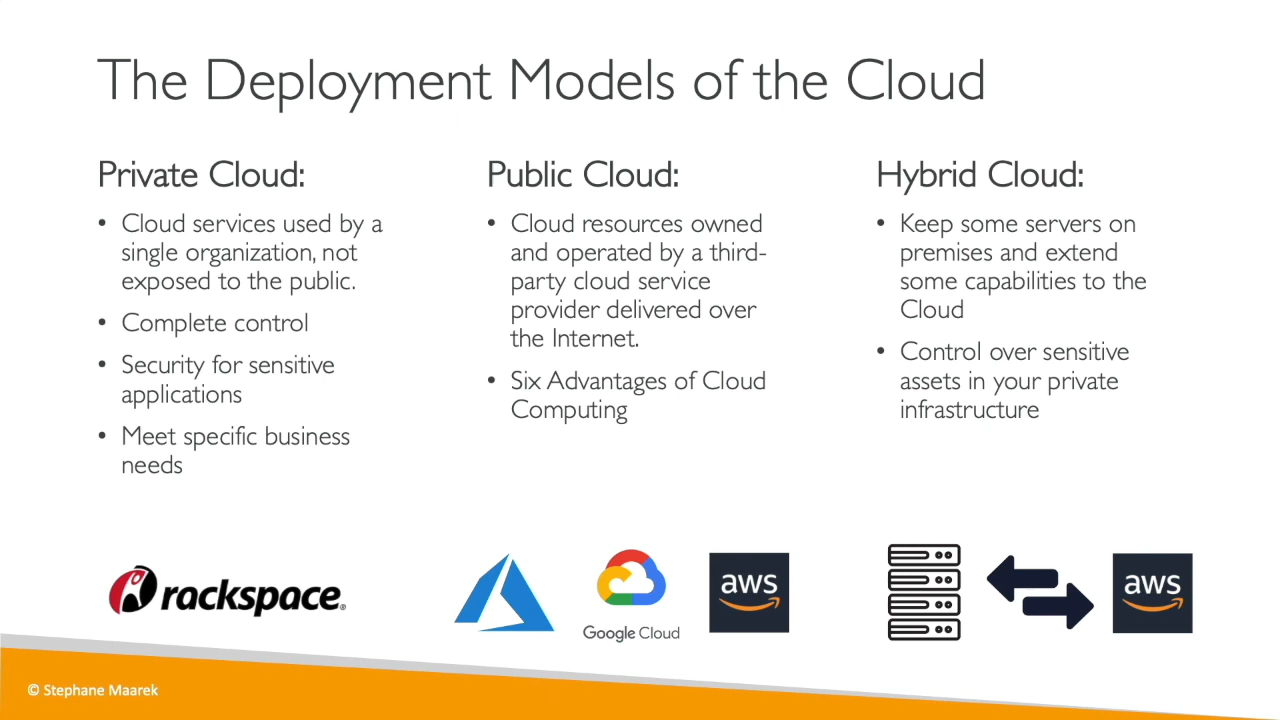 The Deployment Models of the Cloud
Private Cloud:
• Cloud services used by a
single organization, not
exposed to the public.
• Complete control
• Security for sensitive
applications
• Meet specific business
needs
Public Cloud:
• Cloud resources owned
and operated by a third-
party cloud service
provider delivered over
the Internet.
• Six Advantages of Cloud
Computing
Hybrid Cloud:
• Keep some servers on
premises and extend
some capabilities to the
Cloud
• Control over sensitive
assets in your private
infrastructure
rackspace®
Google Cloud
aws
aws
© Stephane Maarek